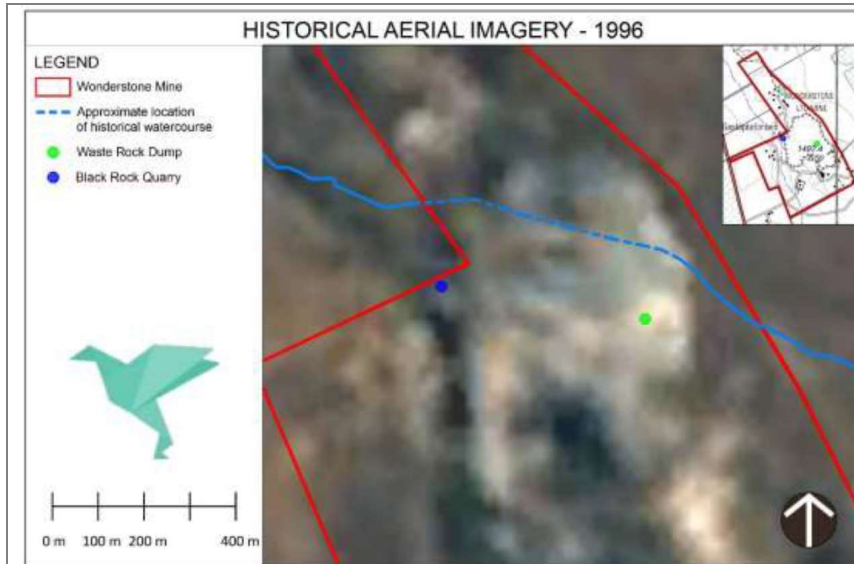 HISTORICAL AERIAL IMAGERY - 1996
LEGEND
Wonderstone Mine
Approximate location
of historical watercourse
Waste Rock Dump
Black Rock Quarry
0 m 100 m 200 m 400 m